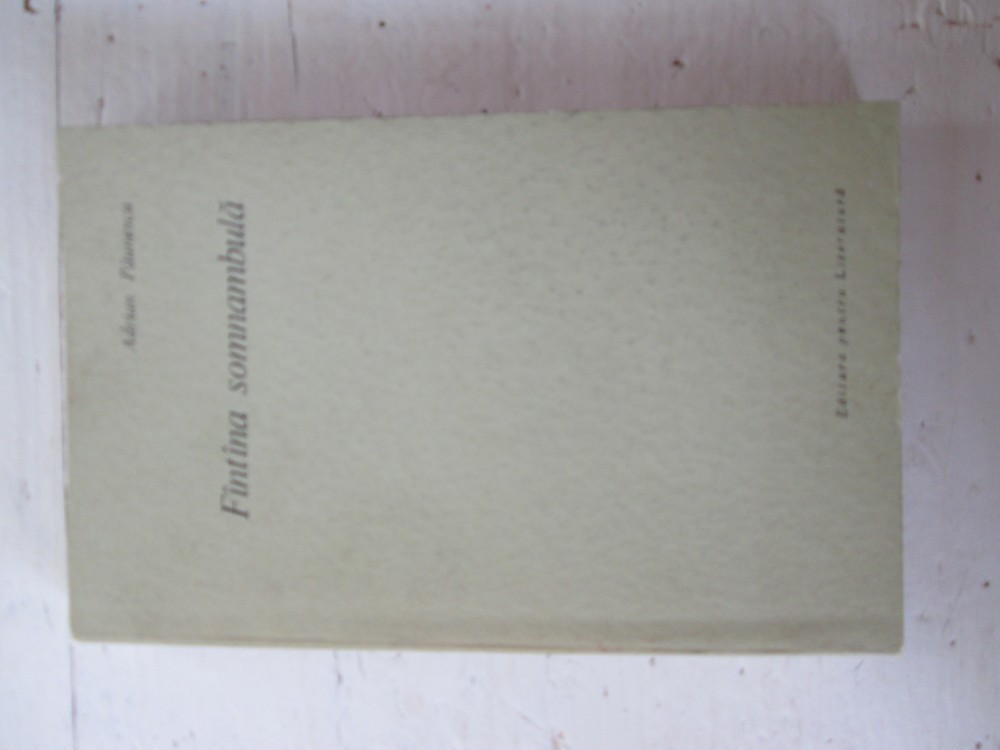 Adrian Păunescu
Fîntîna somnambulă
Editura pentru Literatură